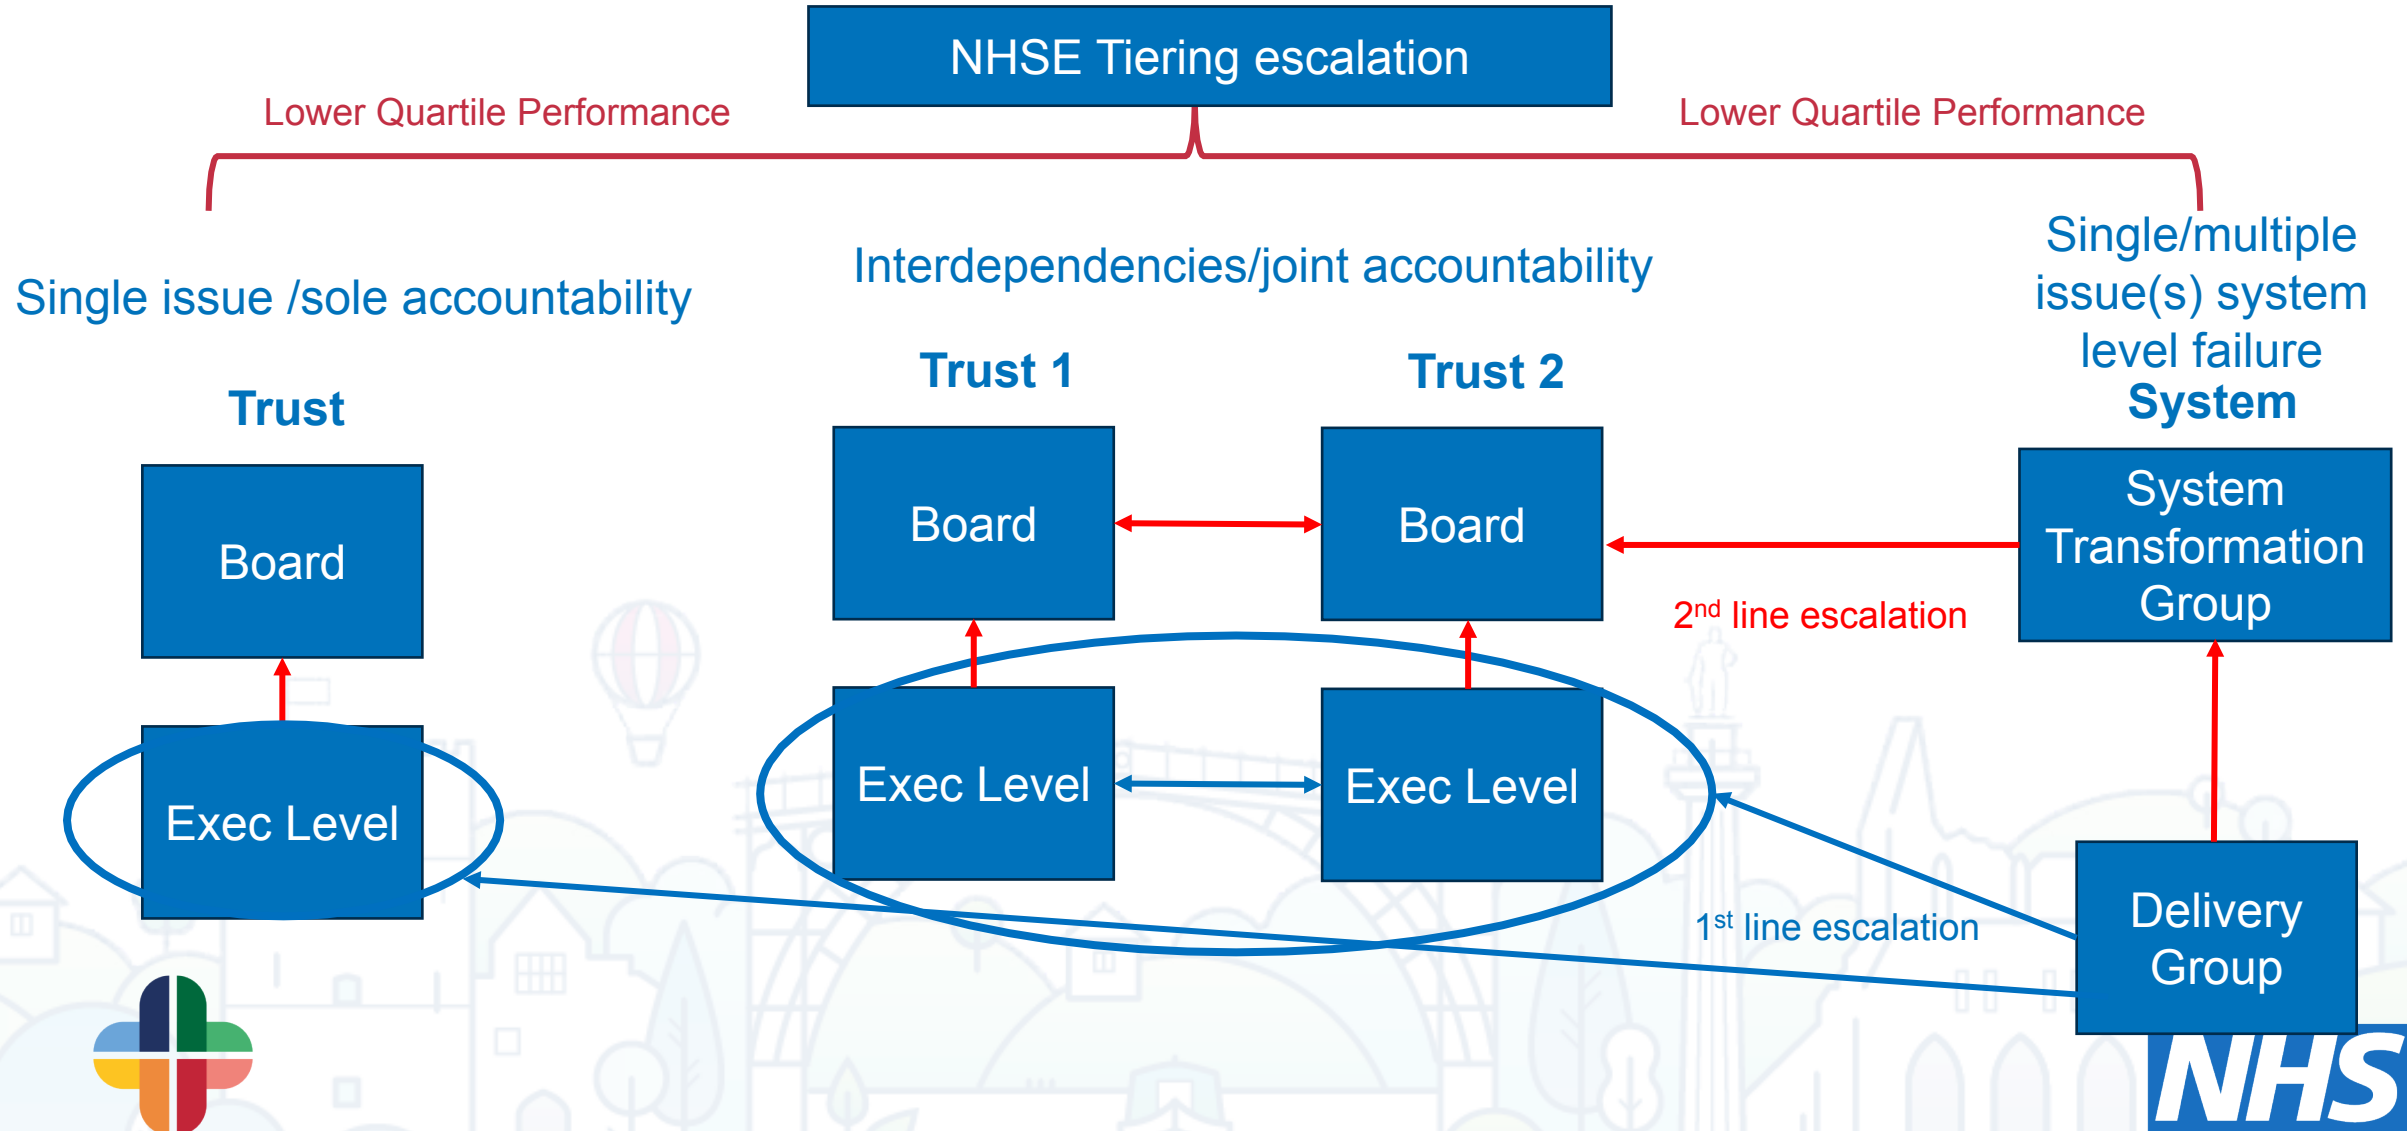 NHSE Tiering escalation
Lower Quartile Performance
Lower Quartile Performance
Single issue /sole accountability
Interdependencies/joint accountability
Single/multiple
issue(s) system
level failure
Trust
Trust 1
Trust 2
System
Board
Board
Board
System
Transformation
Group
2nd line escalation
Exec Level
Exec Level
Exec Level
1st line escalation
Delivery
Group
NHS